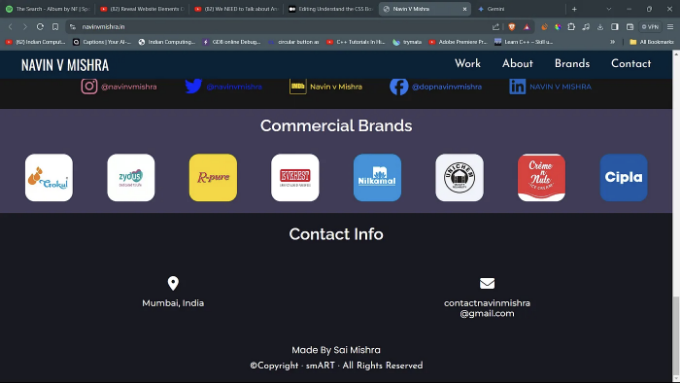 The Search - Album by NF | Sp
(62) Reveal Website Elements O
(62) We NEED to Talk about An
Editing Understand the CSS Bo
Navin V Mishra
Gemini
navinvmishra.in
VPN
(62) Indian Comput...
Captions | Your AI-...
Indian Computing...
GDB online Debug...
circular button as
C++ Tutorials In Hi...
trymata
Adobe Premiere Pr...
Learn C++ – Skill u...
All Bookmarks
NAVIN V MISHRA
Work
About
Brands
Contact
@navinvmishra
@navinvmishra
Navin v Mishra
@dopnavinvmishra
NAVIN V MISHRA
Commercial Brands
zydus
R-pure
EVEREST
Nilkamal
UNICHEM
Crème
n
Nuts
Cipla
Contact Info
Mumbai, India
contactnavinmishra
@gmail.com
Made By Sai Mishra
©Copyright · smART · All Rights Reserved